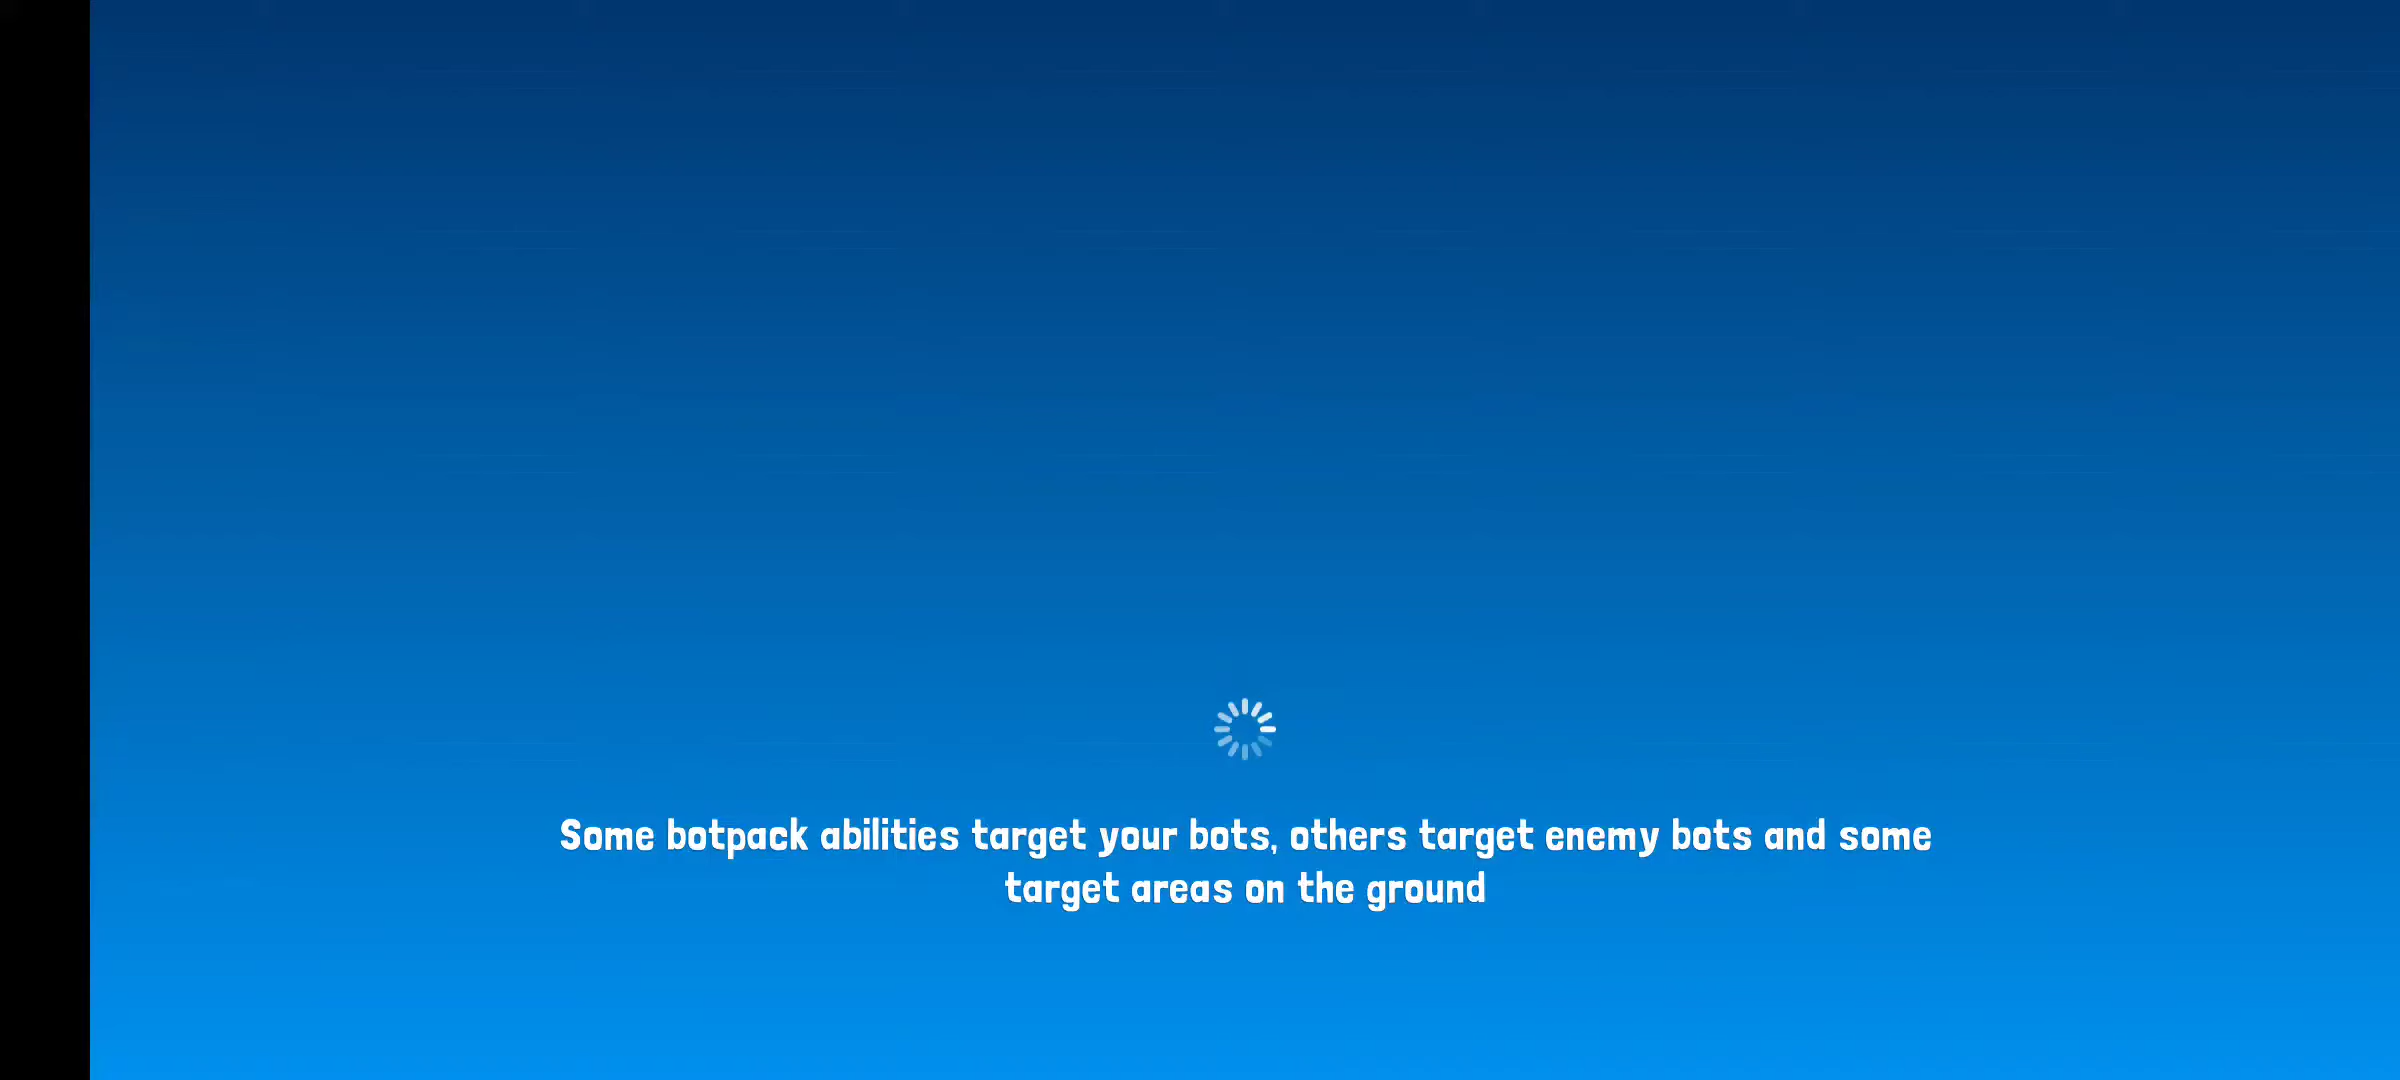 Some botpack abilities target your bots, others target enemy bots and some
target areas on the ground